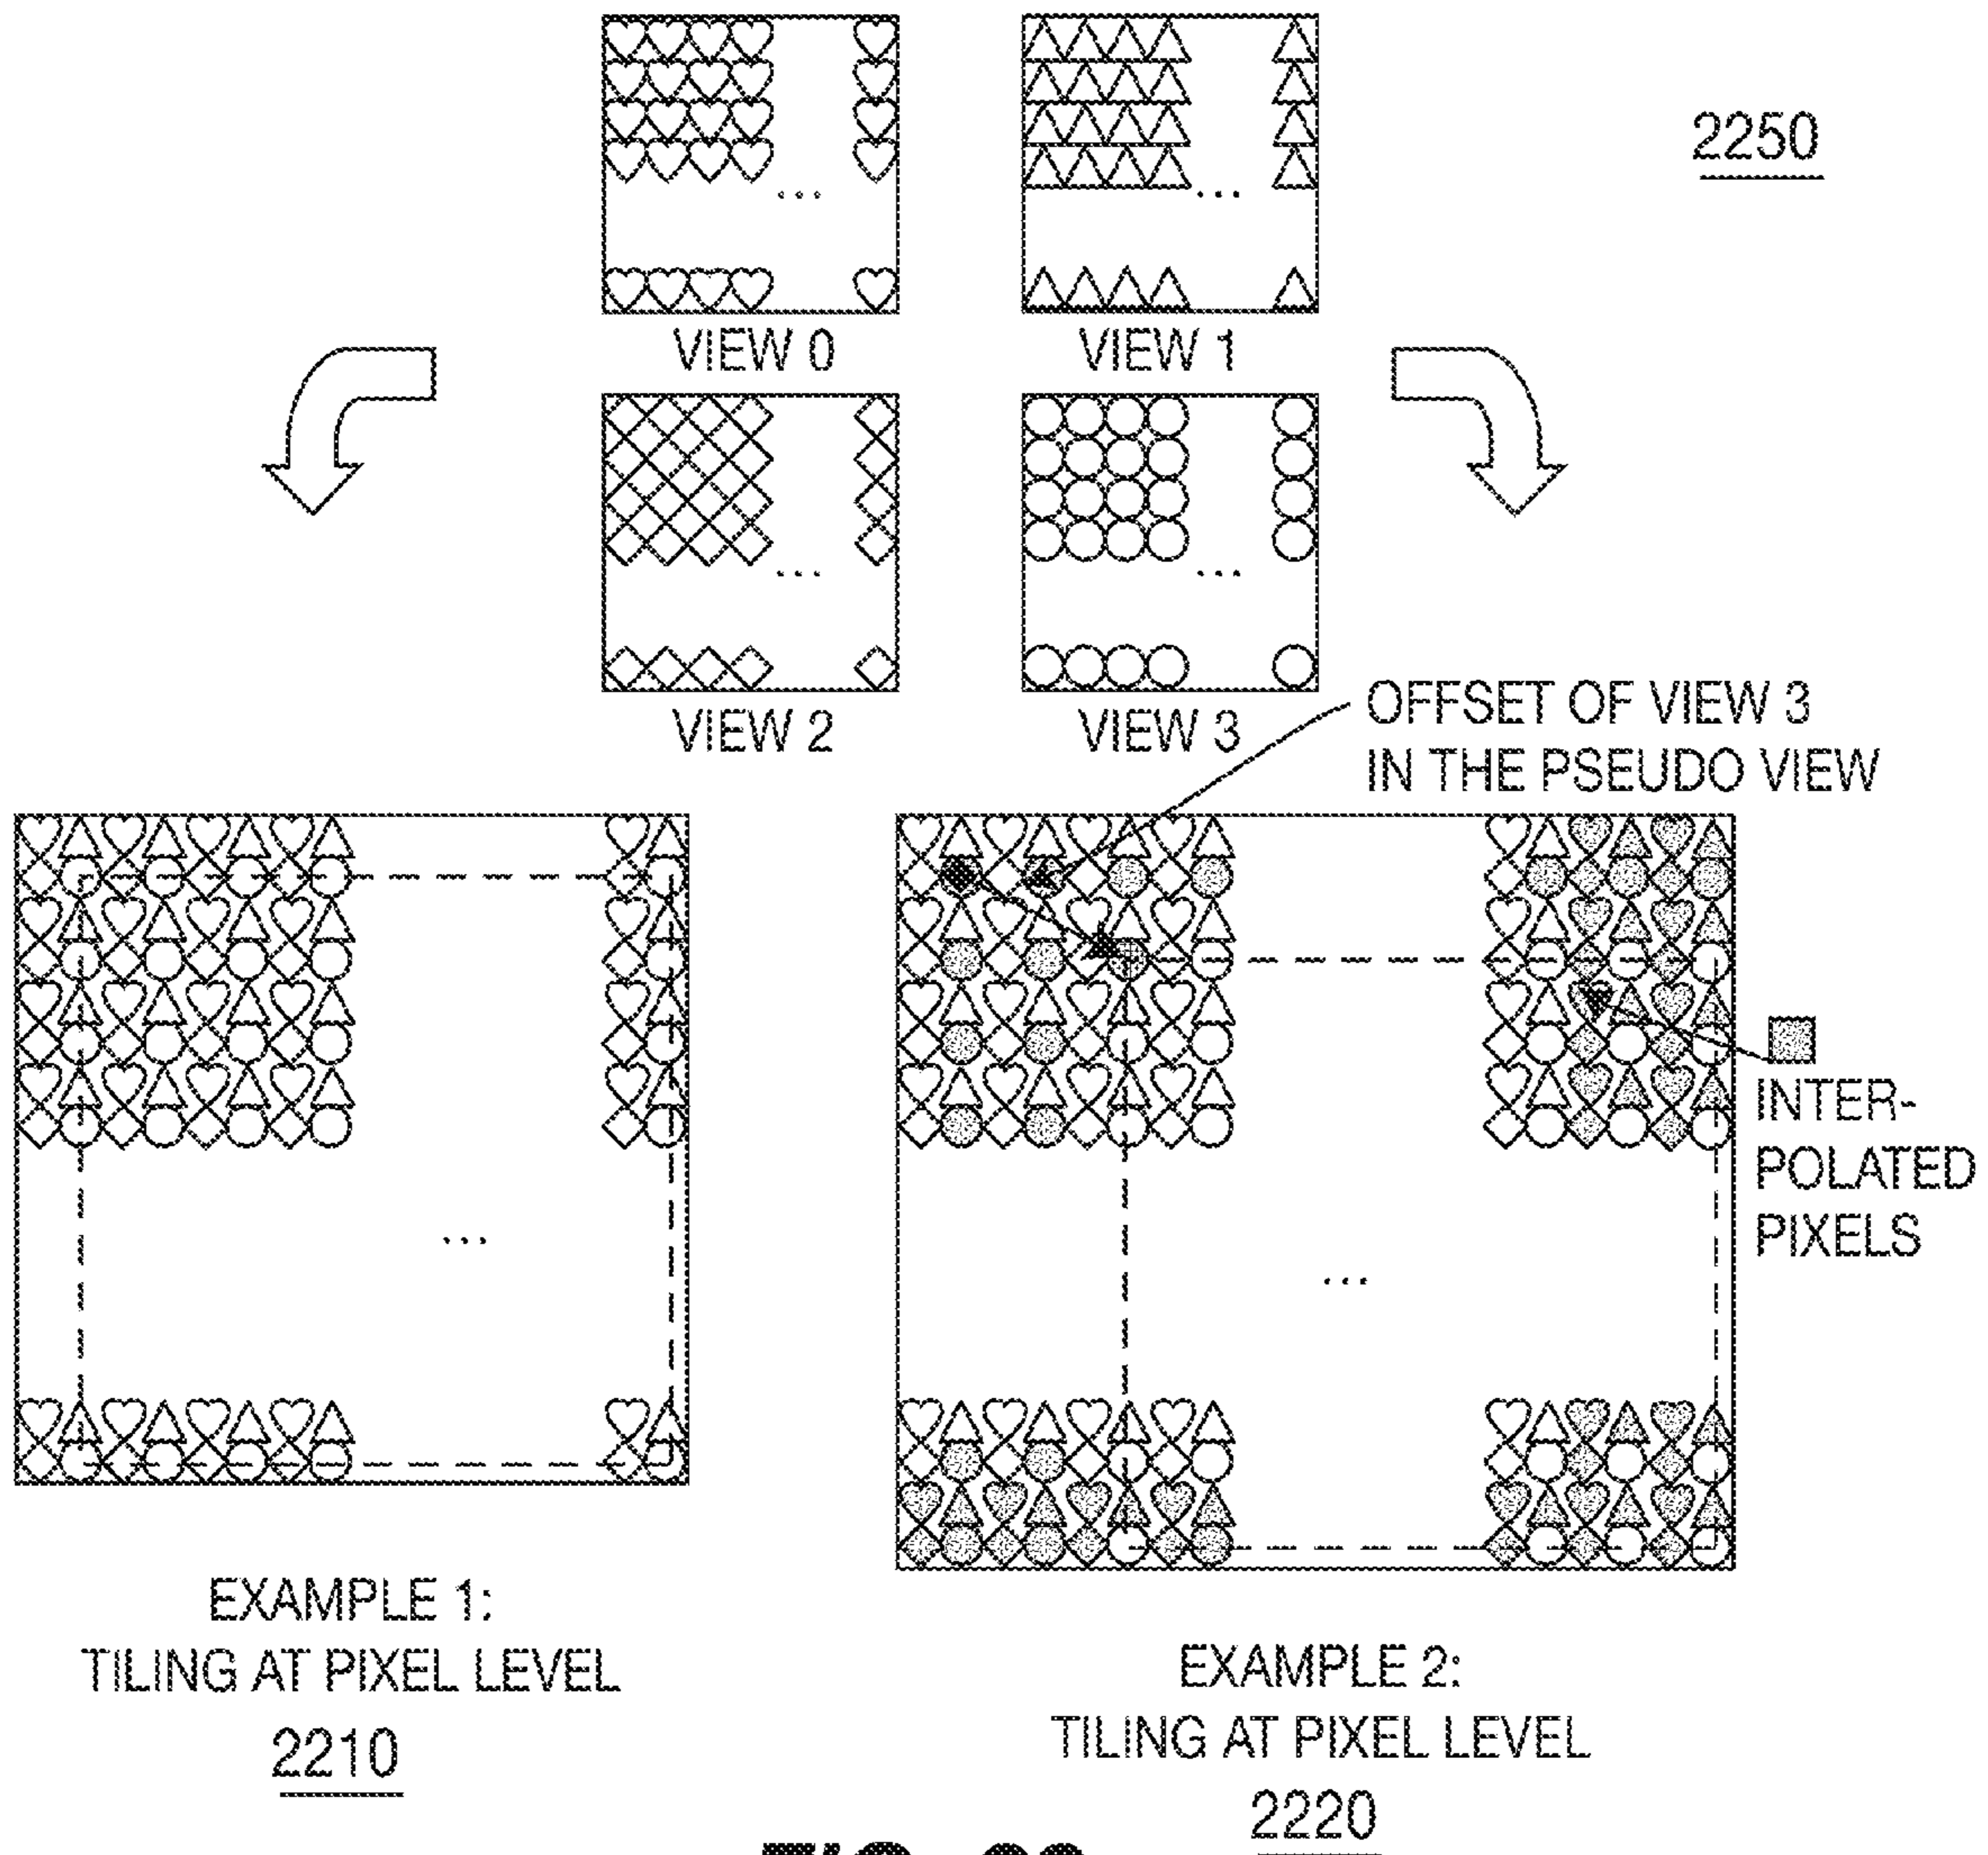 2250
VIEW 0
VIEW 1
VIEW 2
VIEW 3
OFFSET OF VIEW 3
IN THE PSEUDO VIEW
INTER-
POLATED
PIXELS
EXAMPLE 1:
TILING AT PIXEL LEVEL
2210
EXAMPLE 2:
TILING AT PIXEL LEVEL
2220